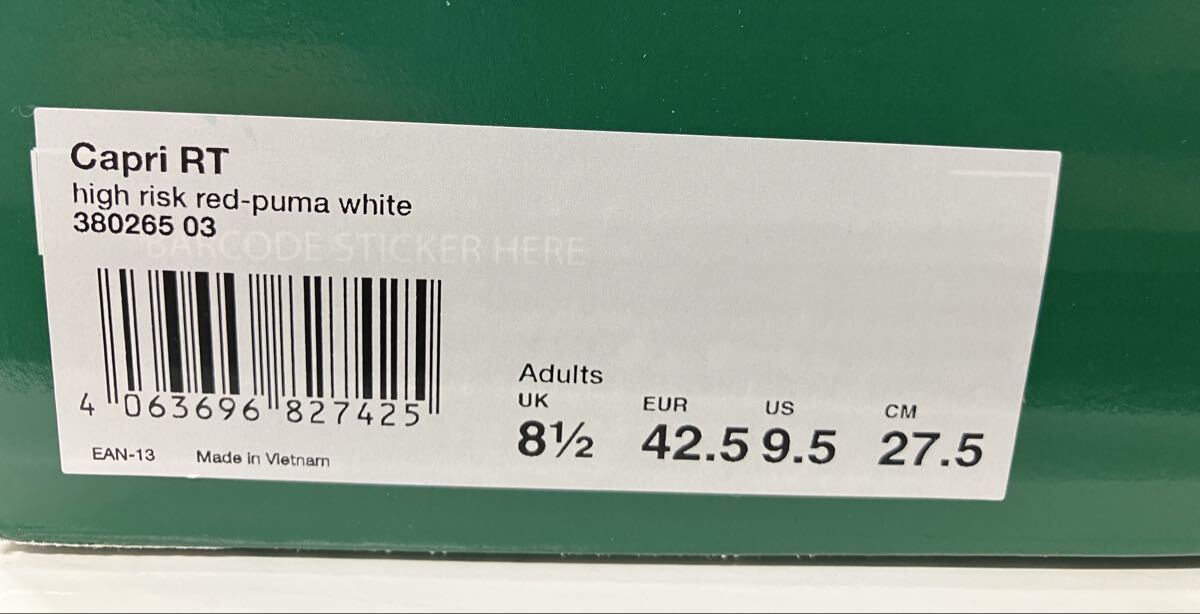 Capri RT
high risk red-puma white
380265 03
BARCODE STICKER HERE
4 063696 827425
EAN-13 Made in Vietnam
Adults
UK EUR US CM
8½ 42.5 9.5 27.5